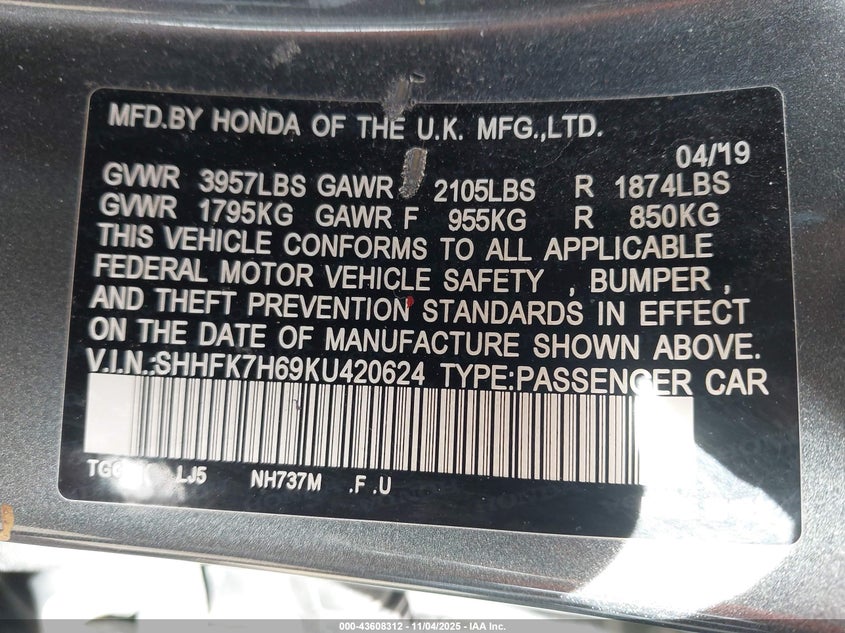 MFD.BY HONDA OF THE U.K. MFG.,LTD.
04/'19
GVWR 3957LBS GAWR 2105LBS R 1874LBS
GVWR 1795KG GAWR F 955KG R 850KG
THIS VEHICLE CONFORMS TO ALL APPLICABLE
FEDERAL MOTOR VEHICLE SAFETY , BUMPER ,
AND THEFT PREVENTION STANDARDS IN EFFECT
ON THE DATE OF MANUFACTURE SHOWN ABOVE.
V.I.N.:SHHFK7H69KU420624 TYPE:PASSENGER CAR
LJ5 NH737M .F .U
000-43608312 - 11/04/2025 - IAA Inc.